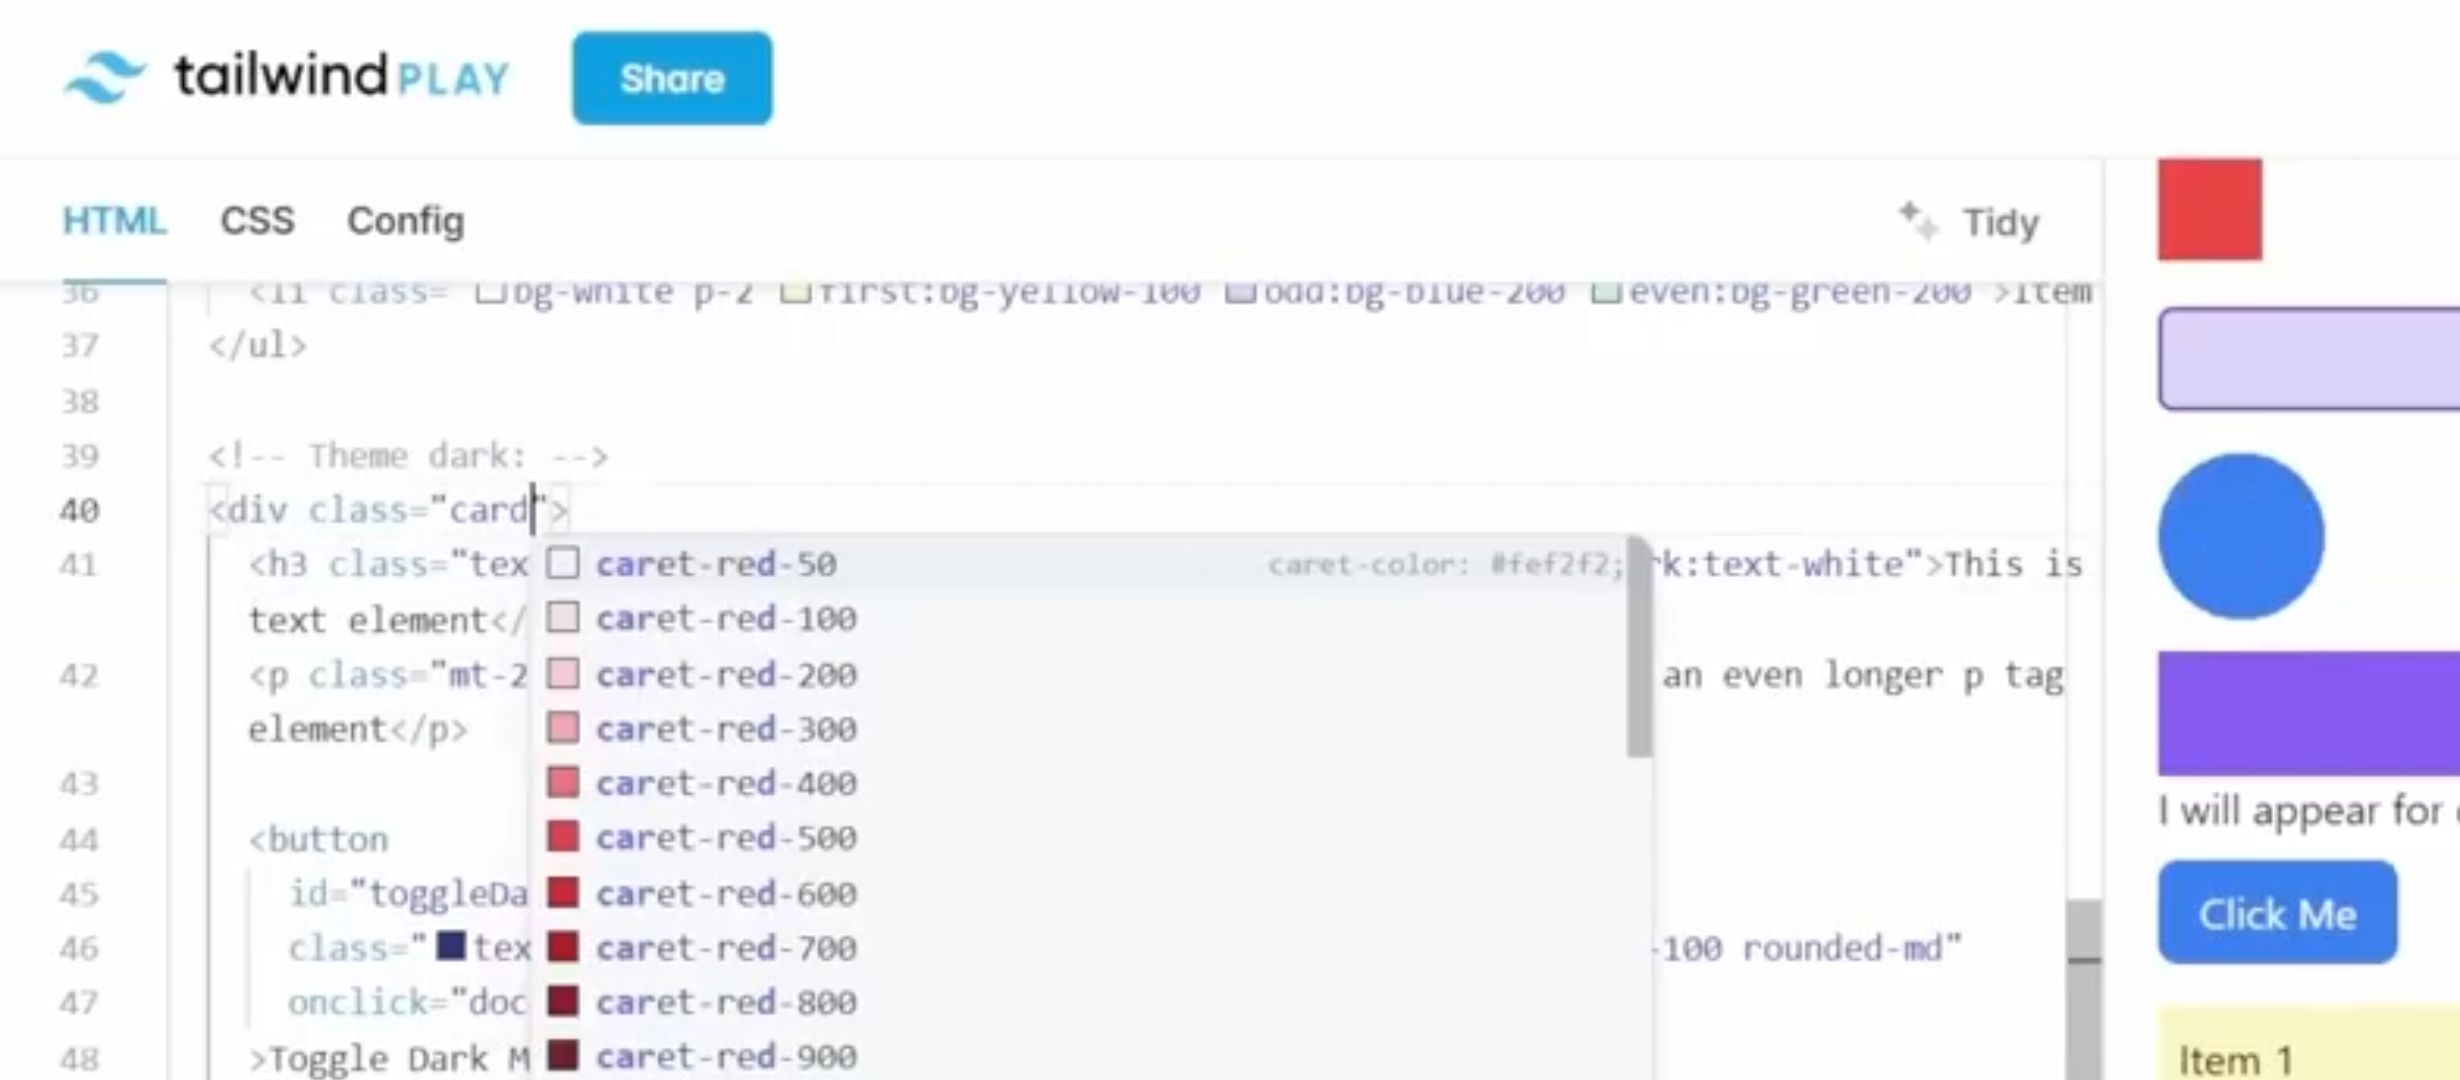 tailwind PLAY Share
HTML CSS Config Tidy
36 <li class="bg-white p-2 first:bg-yellow-100 odd:bg-blue-200 even:bg-green-200">Item
37 </ul>
38
39 <!-- Theme dark: -->
40 <div class="card">
41 <h3 class="tex rk:text-white">This is
text element</
42 <p class="mt-2 an even longer p tag
element</p>
43
44 <button
45 id="toggleDa
46 class="tex -100 rounded-md"
47 onclick="doc
48 >Toggle Dark M
caret-red-50 caret-color: #fef2f2;
caret-red-100
caret-red-200
caret-red-300
caret-red-400
caret-red-500
caret-red-600
caret-red-700
caret-red-800
caret-red-900
I will appear for
Click Me
Item 1